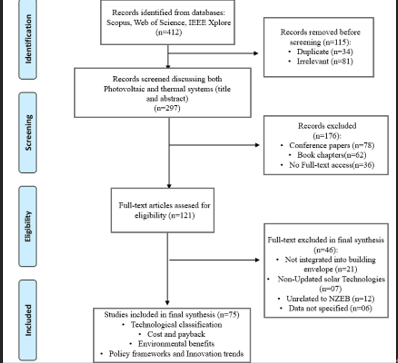 Identification
Records identified from databases:
Scopus, Web of Science, IEEE Xplore
(n=412)
Records removed before
screening (n=115):
• Duplicate (n=34)
• Irrelevant (n=81)
Screening
Records screened discussing both
Photovoltaic and thermal systems (title
and abstract)
(n=297)
Records excluded
(n=176):
• Conference papers (n=78)
• Book chapters(n=62)
• No Full-text access(n=36)
Eligibility
Full-text articles assesed for
eligibility (n=121)
Full-text excluded in final synthesis
(n=46):
• Not integrated into building
envelope (n=21)
• Non-Updated solar Technologies
(n=07)
• Unrelated to NZEB (n=12)
• Data not specified (n=06)
Included
Studies included in final synthesis (n=75)
• Technological classification
• Cost and payback
• Environmental benefits
• Policy frameworks and Innovation trends